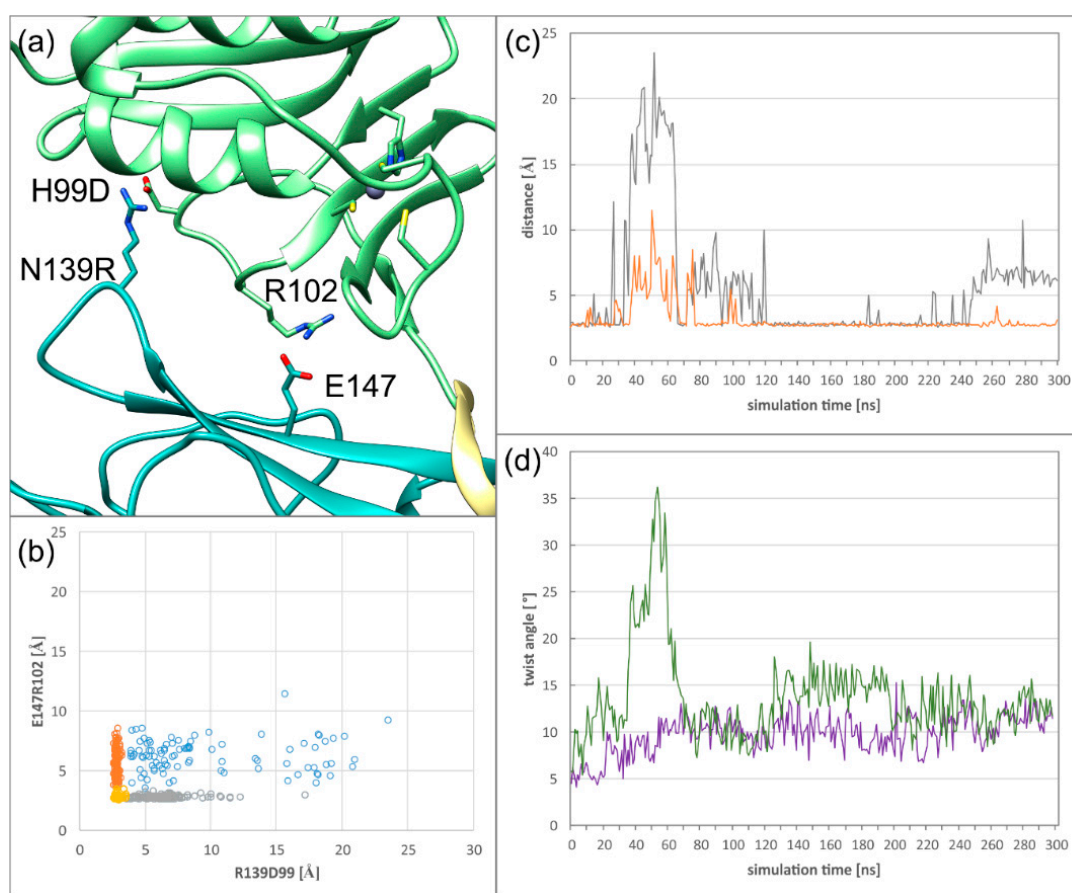 (a)
H99D
N139R
R102
E147
(b)
25
20
15
10
5
0
E147R102 [Å]
0 5 10 15 20 25 30
R139D99 [Å]
(c)
25
20
15
10
5
0
distance [Å]
0 20 40 60 80 100 120 140 160 180 200 220 240 260 280 300
simulation time [ns]
(d)
40
35
30
25
20
15
10
5
0
twist angle [°]
0 20 40 60 80 100 120 140 160 180 200 220 240 260 280 300
simulation time [ns]